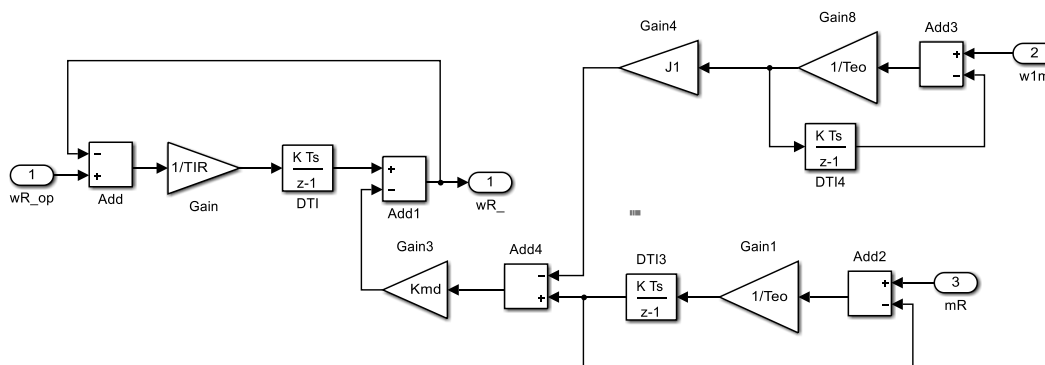 Gain4
Gain8
Add3
J1
1/Teo
+
−
2
w1m
K Ts
z-1
DTI4
−
+
1
wR_op
Add
1/TIR
Gain
K Ts
z-1
DTI
+
−
Add1
1
wR_
Gain3
Kmd
Add4
−
+
DTI3
K Ts
z-1
Gain1
1/Teo
Add2
+
−
3
mR